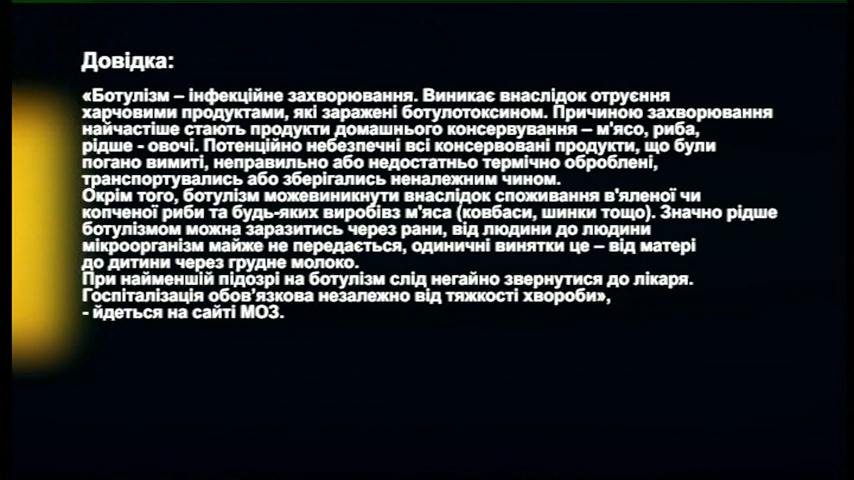 Довідка:
«Ботулізм – інфекційне захворювання. Виникає внаслідок отруєння
харчовими продуктами, які заражені ботулотоксином. Причиною захворювання
найчастіше стають продукти домашнього консервування – м'ясо, риба,
рідше – овочі. Потенційно небезпечні всі консервовані продукти, що були
погано вимиті, неправильно або недостатньо термічно оброблені,
транспортувались або зберігались неналежним чином.
Окрім того, ботулізм можевиникнути внаслідок споживання в'яленої чи
копченої риби та будь-яких виробівз м'яса (ковбаси, шинки тощо). Значно рідше
ботулізмом можна заразитись через рани, від людини до людини
мікроорганізм майже не передається, одиничні винятки це – від матері
до дитини через грудне молоко.
При найменшій підозрі на ботулізм слід негайно звернутися до лікаря.
Госпіталізація обов'язкова незалежно від тяжкості хвороби»,
- йдеться на сайті МОЗ.